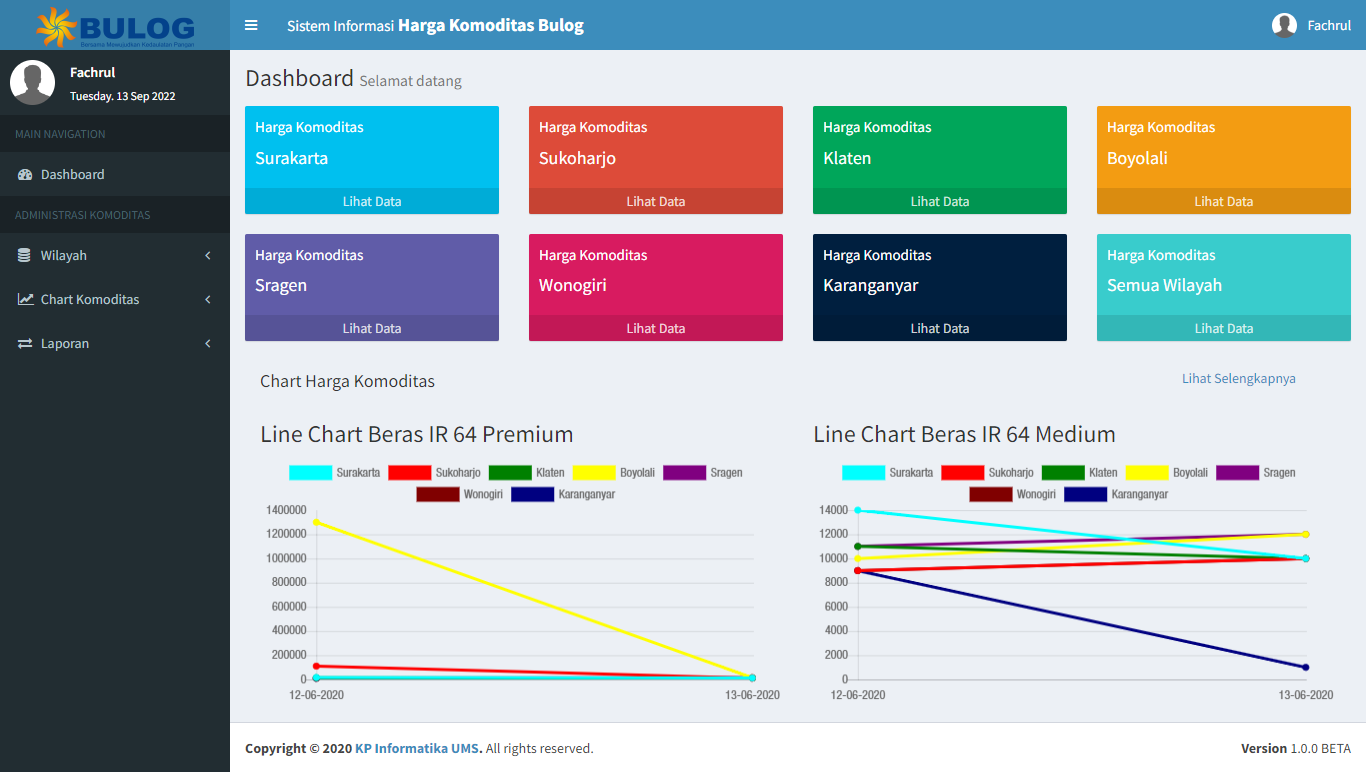 BULOG
Bersama Mewujudkan Kedaulatan Pangan
Sistem Informasi Harga Komoditas Bulog
Fachrul
Fachrul
Tuesday. 13 Sep 2022
MAIN NAVIGATION
Dashboard
ADMINISTRASI KOMODITAS
Wilayah
Chart Komoditas
Laporan
Dashboard Selamat datang
Harga Komoditas
Surakarta
Lihat Data
Harga Komoditas
Sukoharjo
Lihat Data
Harga Komoditas
Klaten
Lihat Data
Harga Komoditas
Boyolali
Lihat Data
Harga Komoditas
Sragen
Lihat Data
Harga Komoditas
Wonogiri
Lihat Data
Harga Komoditas
Karanganyar
Lihat Data
Harga Komoditas
Semua Wilayah
Lihat Data
Chart Harga Komoditas
Lihat Selengkapnya
Line Chart Beras IR 64 Premium
Surakarta Sukoharjo Klaten Boyolali Sragen
Wonogiri Karanganyar
1400000
1200000
1000000
800000
600000
400000
200000
0
12-06-2020 13-06-2020
Line Chart Beras IR 64 Medium
Surakarta Sukoharjo Klaten Boyolali Sragen
Wonogiri Karanganyar
14000
12000
10000
8000
6000
4000
2000
0
12-06-2020 13-06-2020
Copyright © 2020 KP Informatika UMS. All rights reserved.
Version 1.0.0 BETA